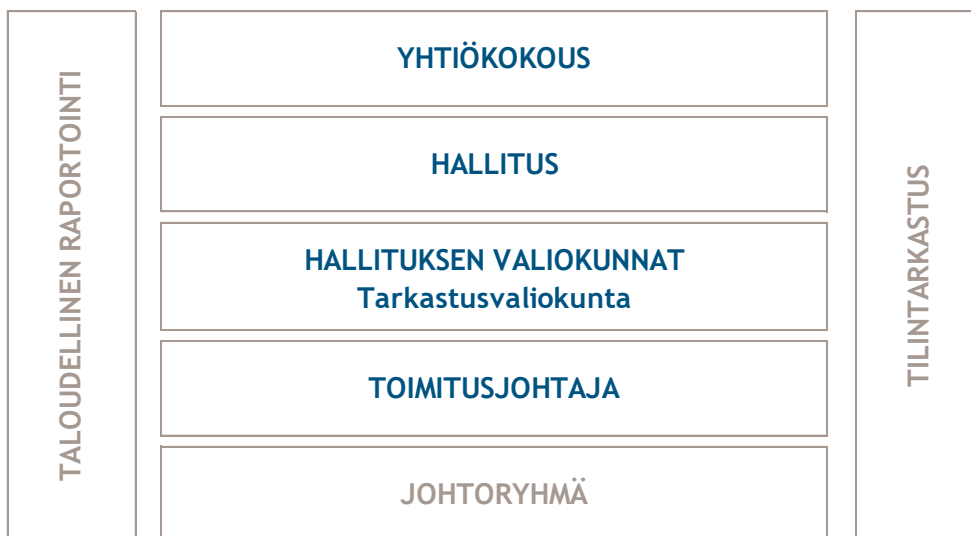 TALOUDELLINEN RAPORTOINTI
YHTIÖKOKOUS
HALLITUS
HALLITUKSEN VALIOKUNNAT
Tarkastusvaliokunta
TOIMITUSJOHTAJA
JOHTORYHMÄ
TILINTARKASTUS